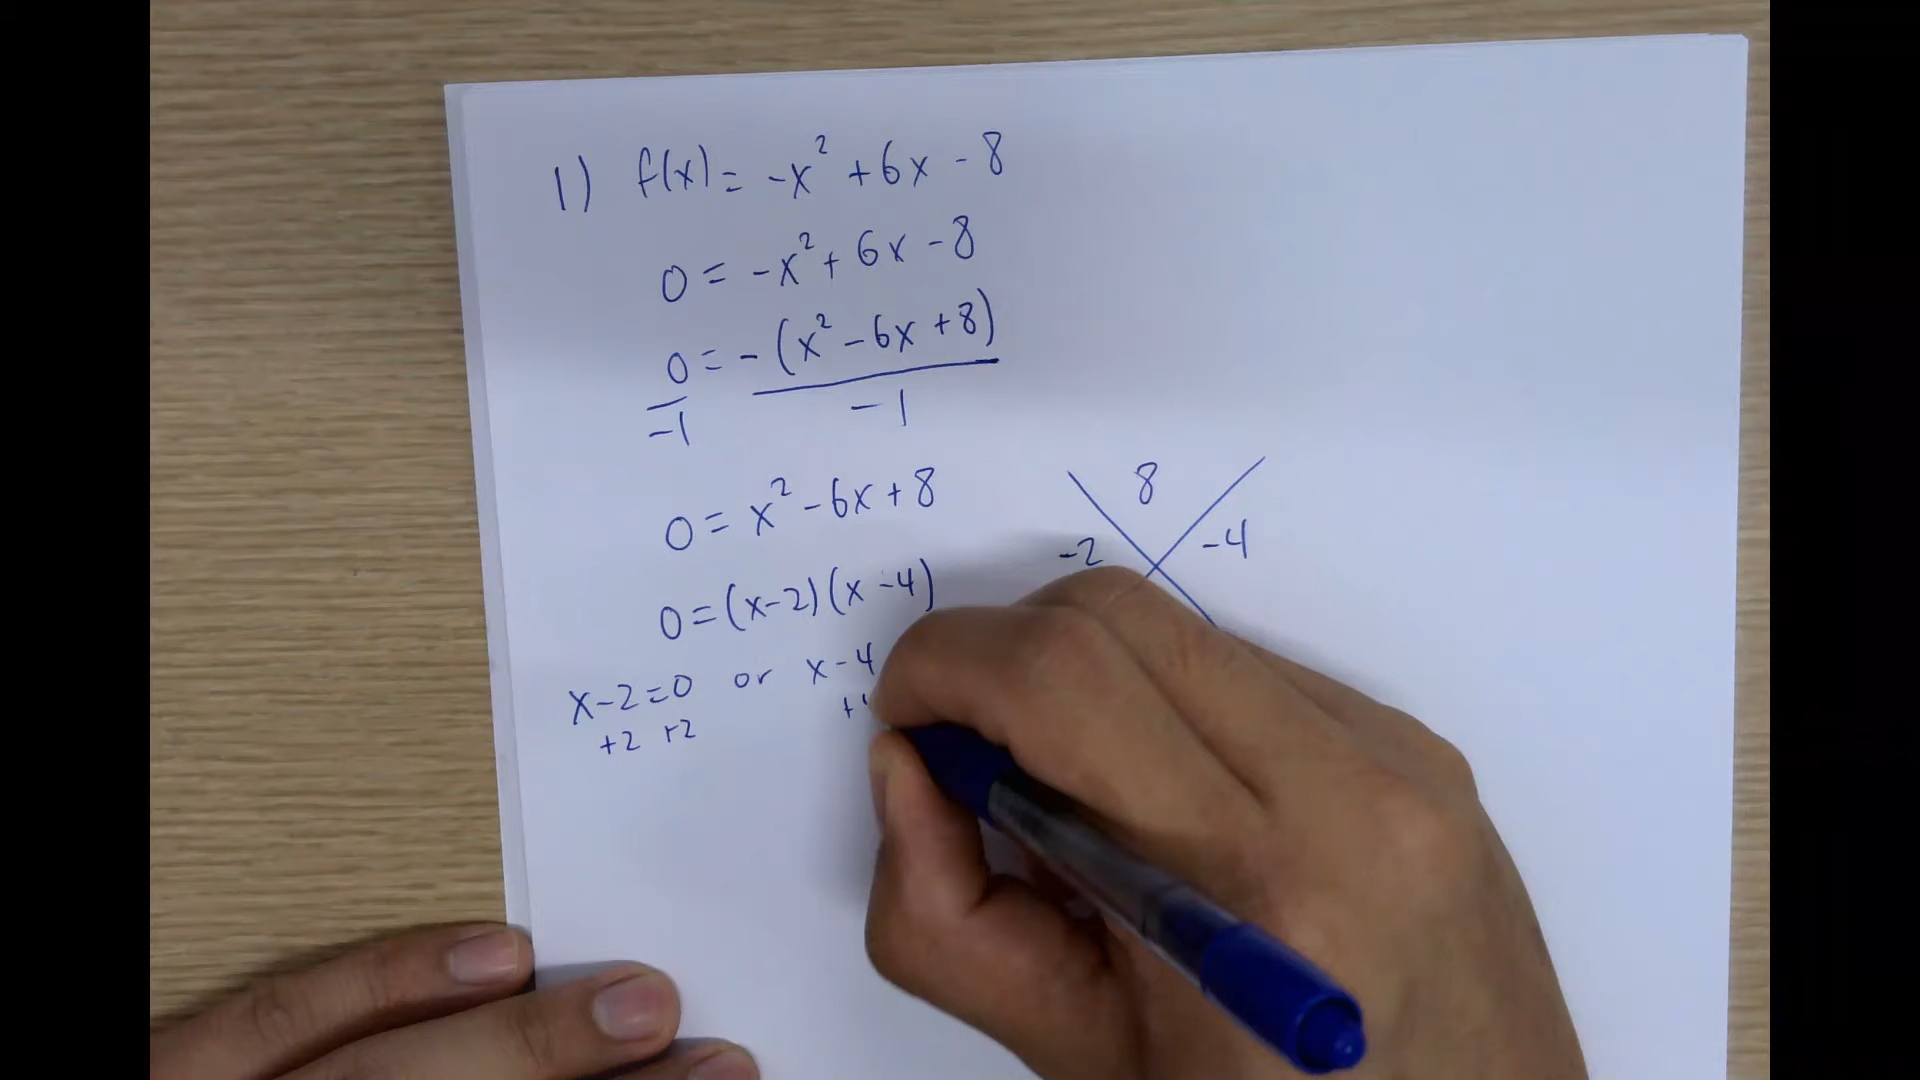 1) f(x) = -x² + 6x - 8
0 = -x² + 6x - 8
0 = - (x² - 6x + 8)
-1 -1
0 = x² - 6x + 8
8
-2 -4
0 = (x-2)(x-4)
x-2=0 or x-4
+2 +2 +